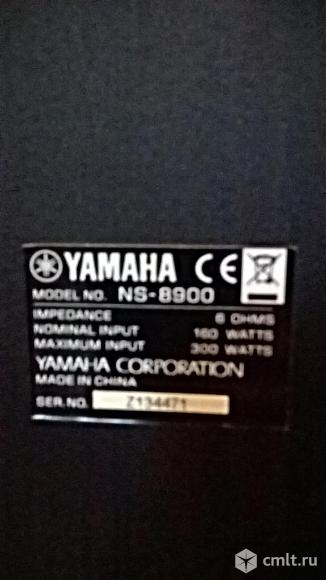 YAMAHA CE
MODEL NO. NS-8900
IMPEDANCE 6 OHMS
NOMINAL INPUT 160 WATTS
MAXIMUM INPUT 300 WATTS
YAMAHA CORPORATION
MADE IN CHINA
SER.NO. Z134471
cmlt.ru